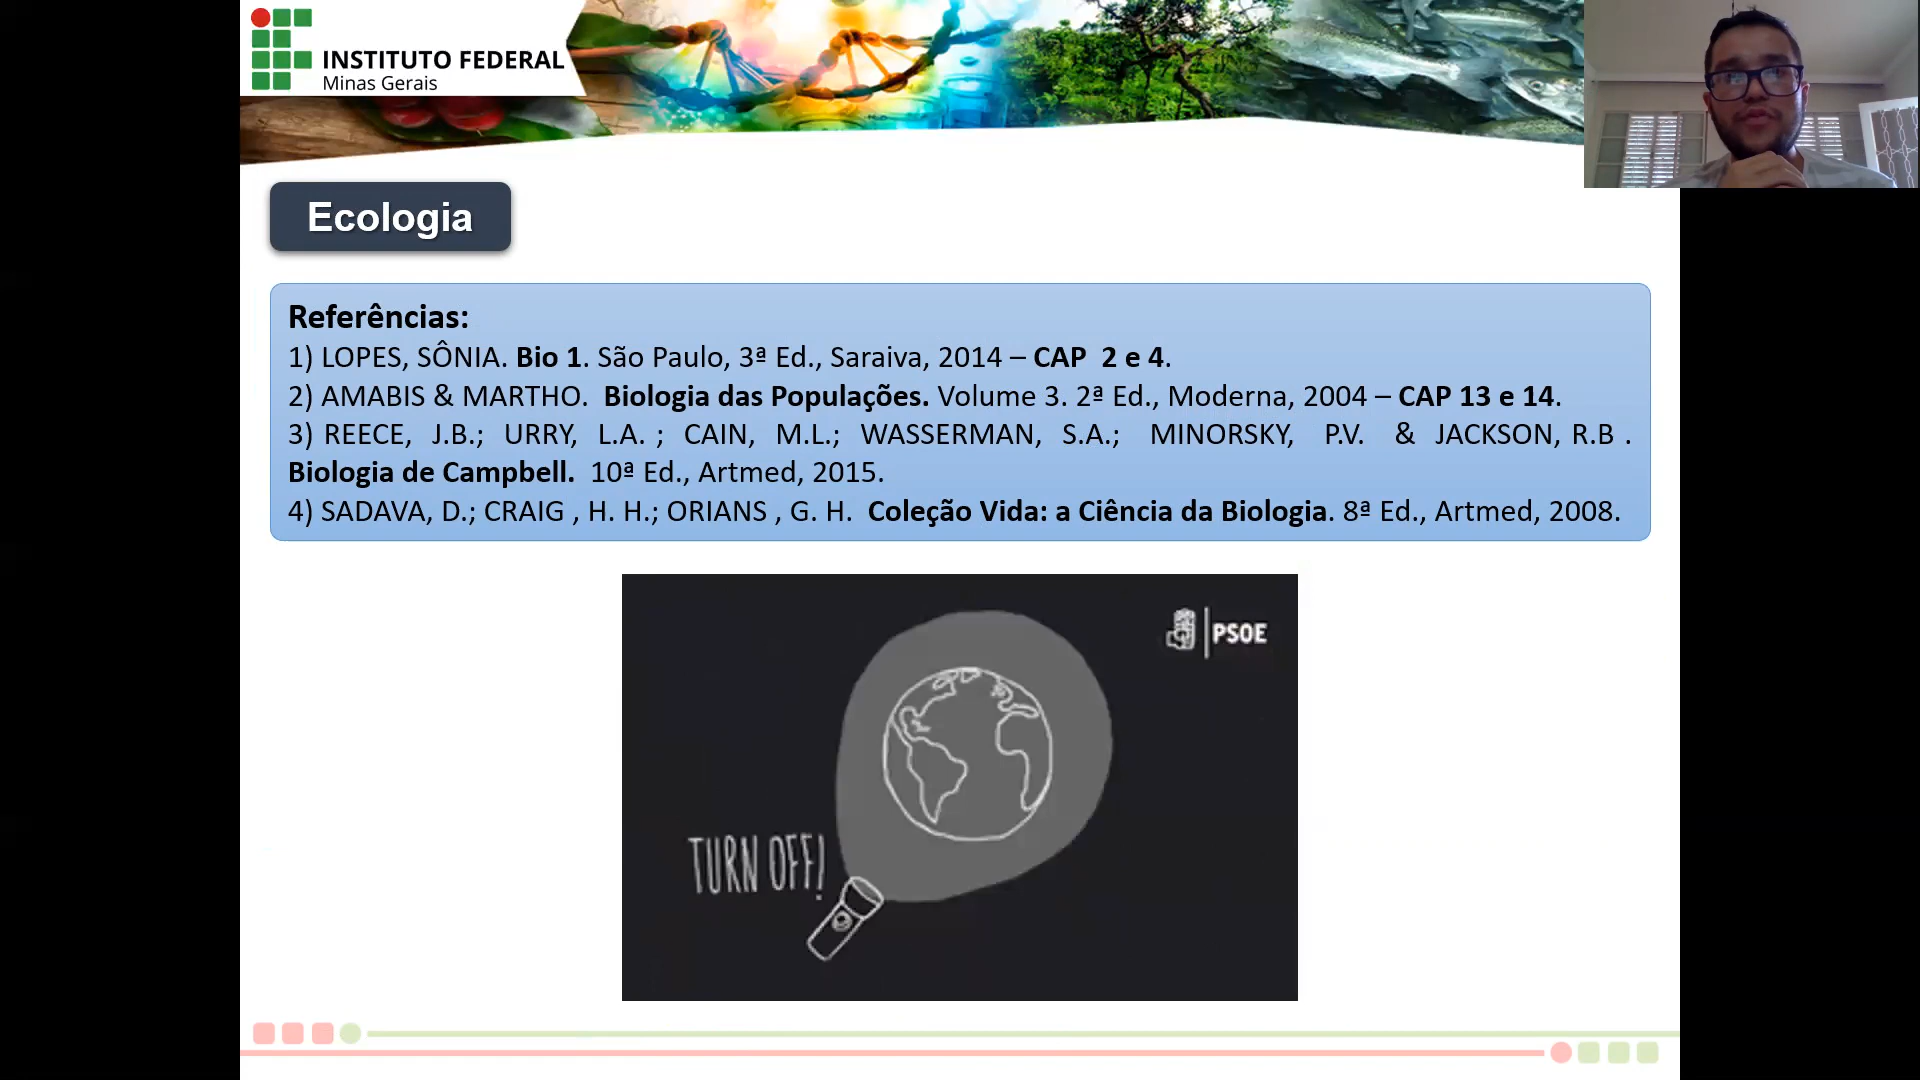 INSTITUTO FEDERAL
Minas Gerais
Ecologia
Referências:
1) LOPES, SÔNIA. Bio 1. São Paulo, 3ª Ed., Saraiva, 2014 – CAP 2 e 4.
2) AMABIS & MARTHO. Biologia das Populações. Volume 3. 2ª Ed., Moderna, 2004 – CAP 13 e 14.
3) REECE, J.B.; URRY, L.A. ; CAIN, M.L.; WASSERMAN, S.A.; MINORSKY, P.V. & JACKSON, R.B .
Biologia de Campbell. 10ª Ed., Artmed, 2015.
4) SADAVA, D.; CRAIG , H. H.; ORIANS , G. H. Coleção Vida: a Ciência da Biologia. 8ª Ed., Artmed, 2008.
PSOE
TURN OFF!